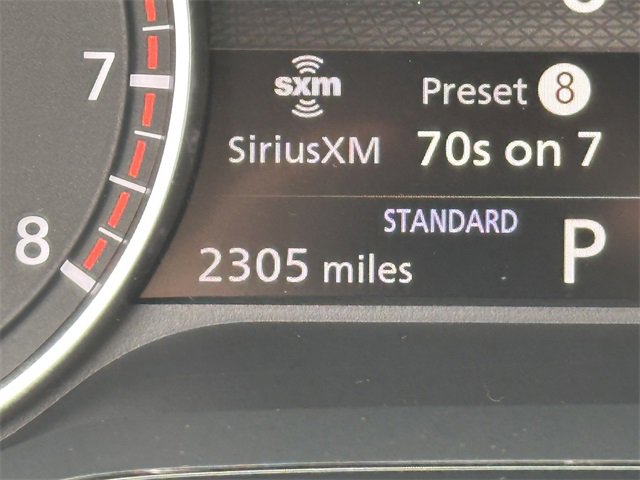 7
8
sxm
SiriusXM
Preset 8
70s on 7
STANDARD
2305 miles
P